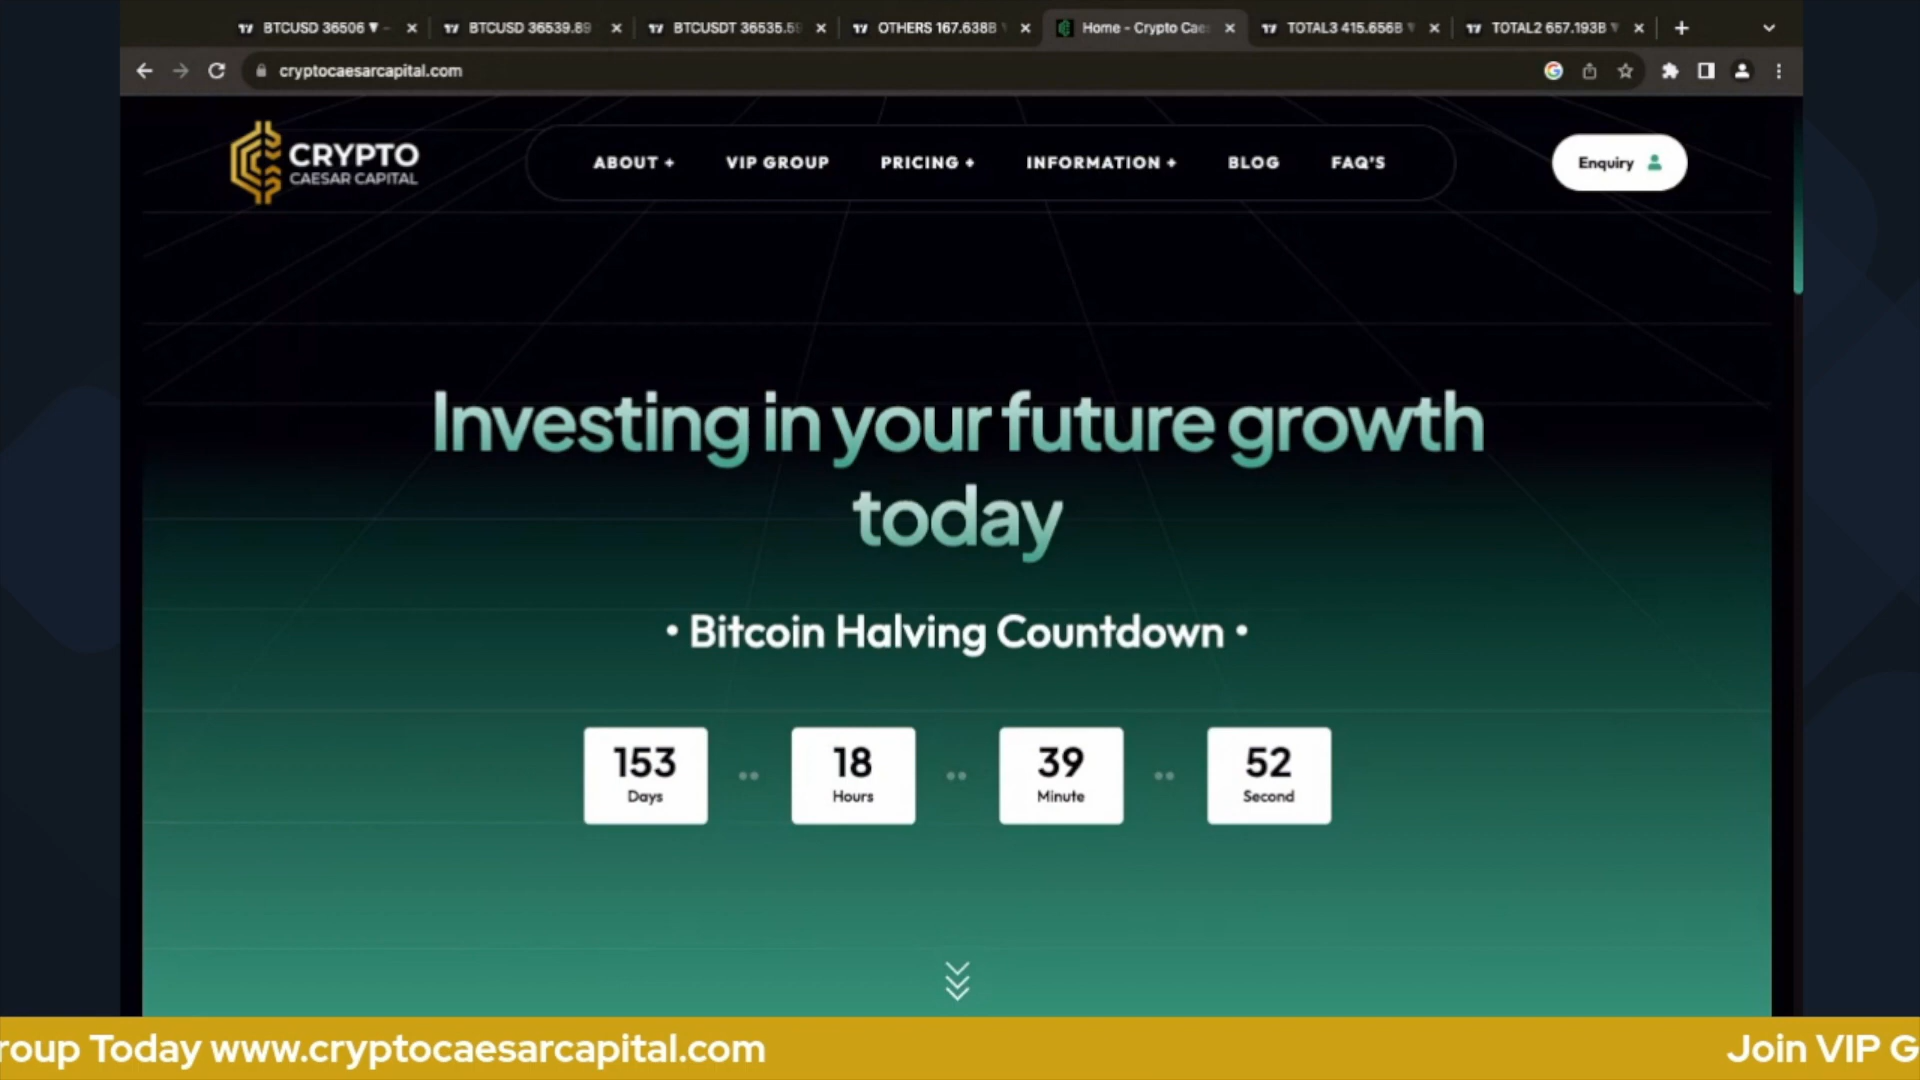 BTCUSD 36506 ▼ -
BTCUSD 36539.89
BTCUSDT 36535.5
OTHERS 167.638B
Home - Crypto Cae
TOTAL3 415.656B ▼
TOTAL2 657.193B ▼
cryptocaesarcapital.com
CRYPTO
CAESAR CAPITAL
ABOUT +
VIP GROUP
PRICING +
INFORMATION +
BLOG
FAQ'S
Enquiry
Investing in your future growth
today
• Bitcoin Halving Countdown •
153
Days
18
Hours
39
Minute
52
Second
roup Today www.cryptocaesarcapital.com
Join VIP G